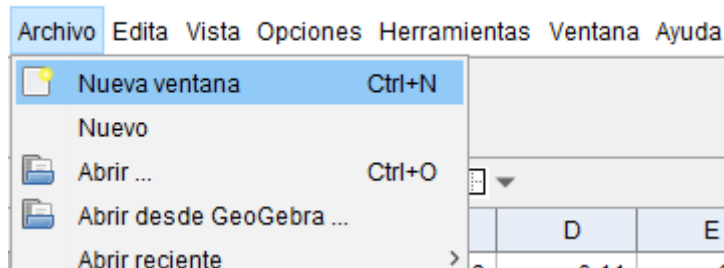 Archivo Edita Vista Opciones Herramientas Ventana Ayuda
Nueva ventana Ctrl+N
Nuevo
Abrir ... Ctrl+O
Abrir desde GeoGebra ...
D E
Abrir reciente >